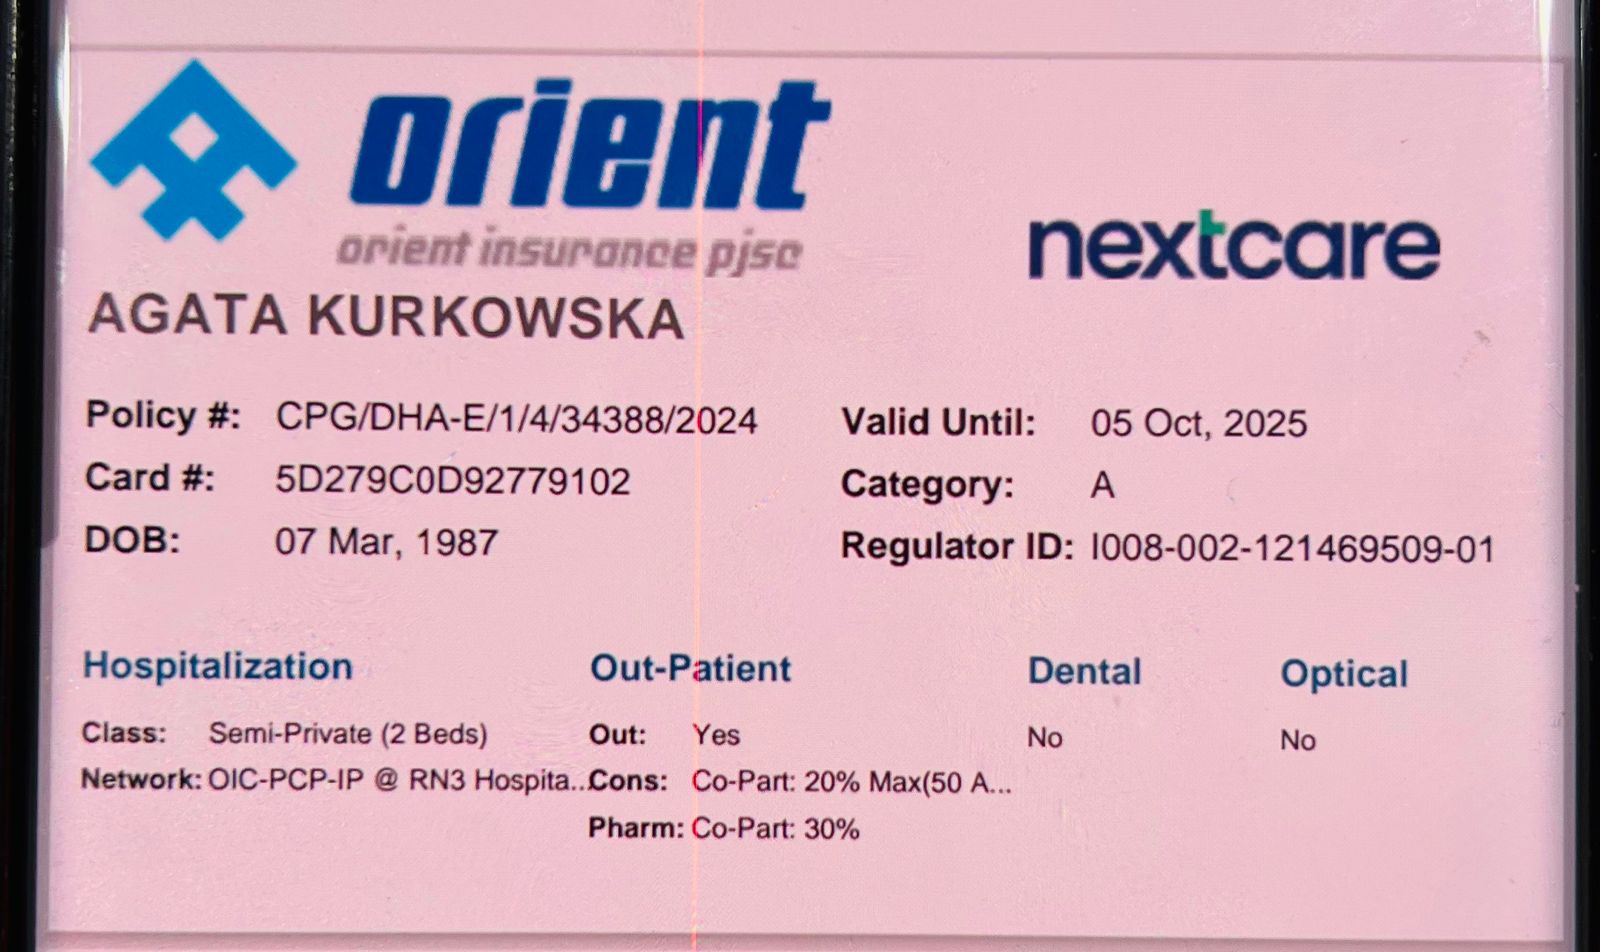 orient
orient insurance pjsc
nextcare
AGATA KURKOWSKA
Policy #: CPG/DHA-E/1/4/34388/2024
Valid Until: 05 Oct, 2025
Card #: 5D279C0D92779102
Category: A
DOB: 07 Mar, 1987
Regulator ID: I008-002-121469509-01
Hospitalization
Class: Semi-Private (2 Beds)
Network: OIC-PCP-IP @ RN3 Hospita...
Out-Patient
Out: Yes
Cons: Co-Part: 20% Max(50 A...
Pharm: Co-Part: 30%
Dental
No
Optical
No